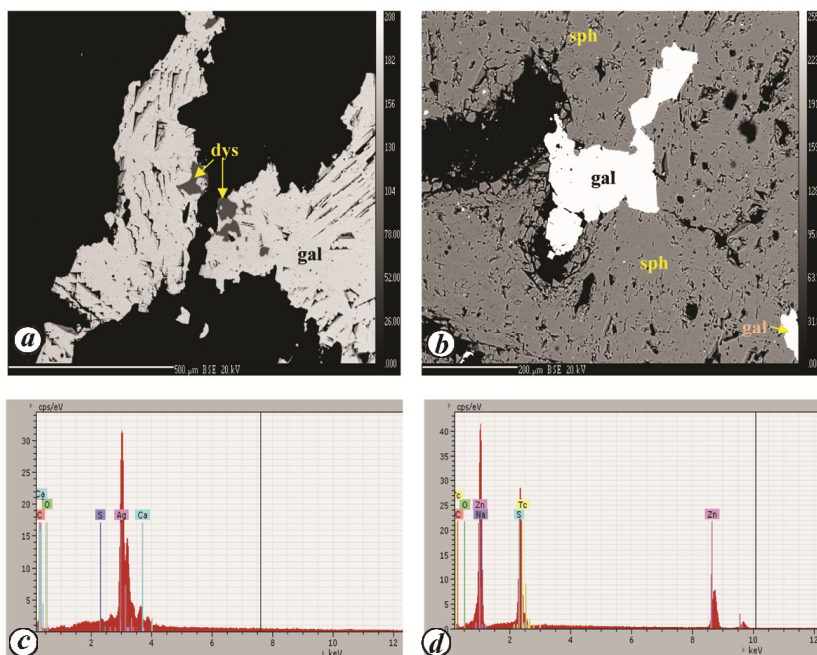 208
182
156
130
104
78.00
52.00
26.00
.000
dys
gal
a
500.µm BSE 20.kV
255
sph
gal
sph
gal
b
.000
200.µm BSE 20.kV
cps/eV
30
25
20
15
10
5
Ca
C
O
S
Ag
Ca
2
4
6
8
10
12
keV
c
cps/eV
40
35
30
25
20
15
10
5
C
O
Zn
Na
Tc
S
Zn
2
4
6
8
10
12
keV
d